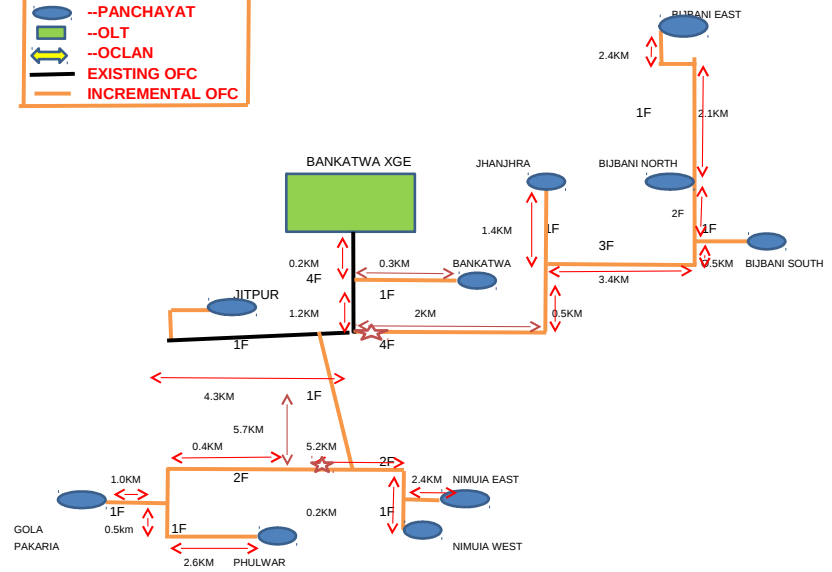 --PANCHAYAT
--OLT
--OCLAN
EXISTING OFC
INCREMENTAL OFC
BIJBANI EAST
2.4KM
1F
2.1KM
BANKATWA XGE
JHANJHRA
BIJBANI NORTH
2F
1.4KM
1F
3F
1F
0.2KM
0.3KM
BANKATWA
0.5KM
BIJBANI SOUTH
4F
3.4KM
JITPUR
1F
1.2KM
2KM
0.5KM
1F
4F
4.3KM
1F
5.7KM
0.4KM
5.2KM
2F
2F
1.0KM
2.4KM
NIMUIA EAST
1F
0.2KM
1F
GOLA
0.5km
1F
PAKARIA
NIMUIA WEST
2.6KM
PHULWAR